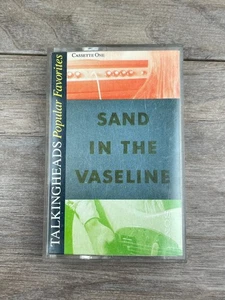 TALKINGHEADS Popular Favorites
CASSETTE ONE
SAND
IN THE
VASELINE